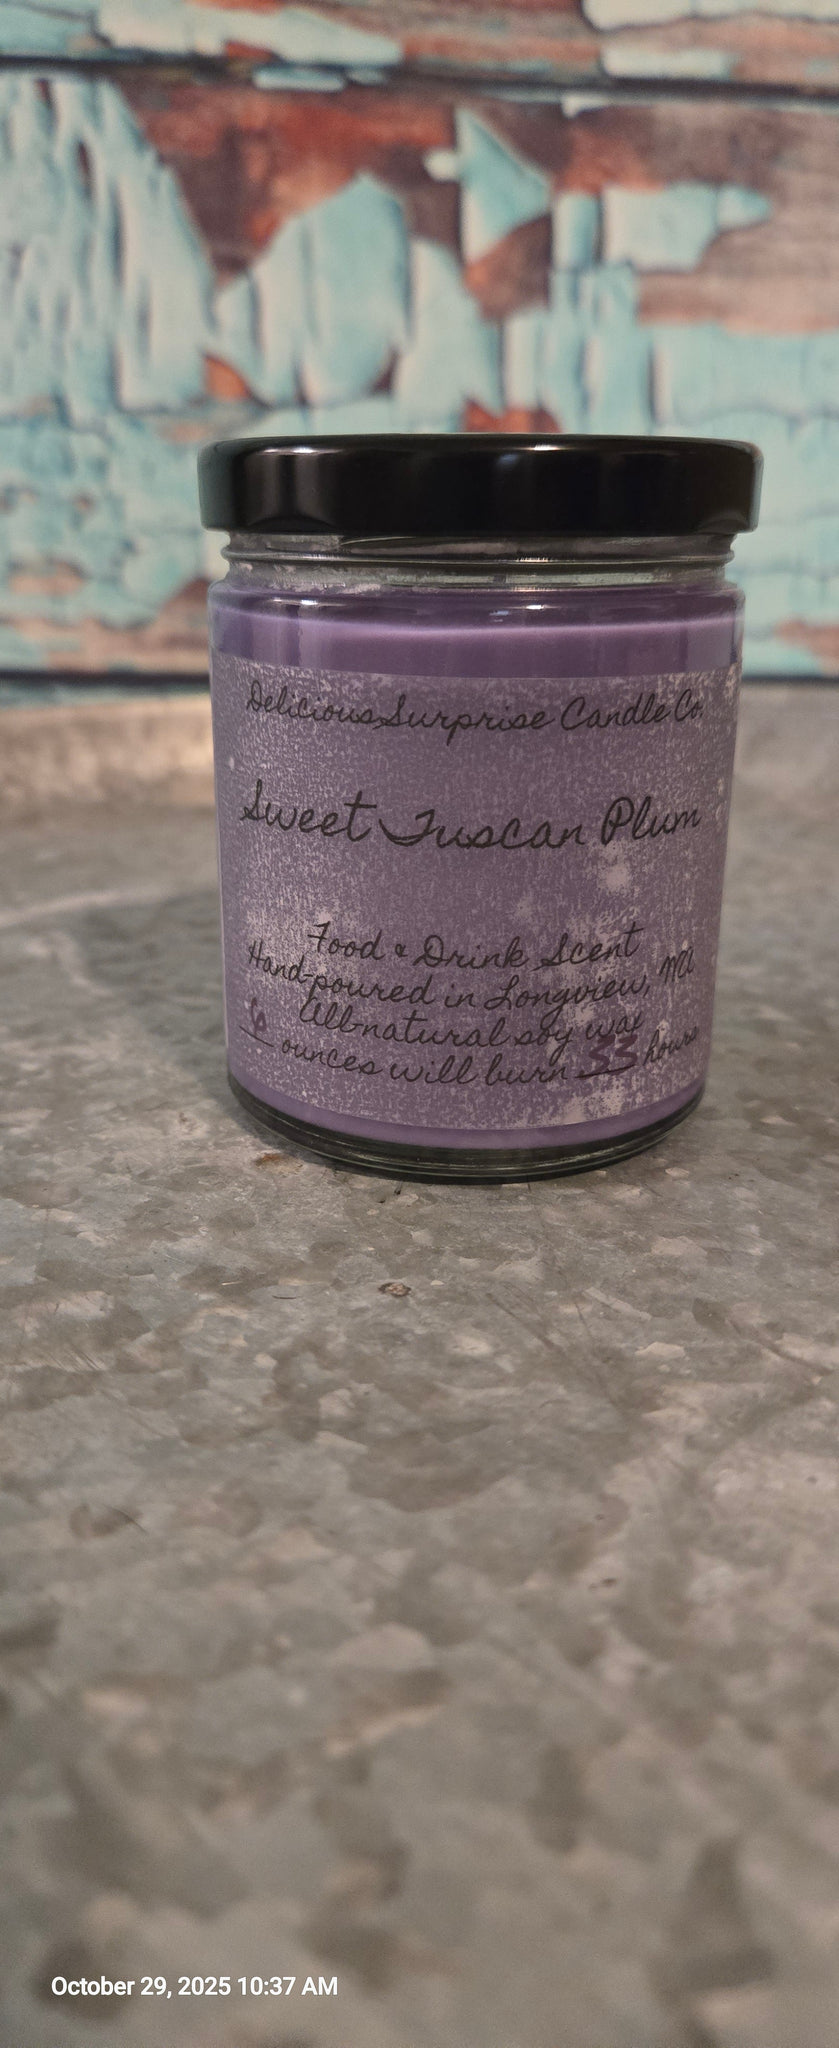 Delicious Surprise Candle Co.
Sweet Tuscan Plum
Food & Drink Scent
Hand-poured in Longview, WA
All-natural soy wax
6 ounces will burn 33 hours
October 29, 2025 10:37 AM